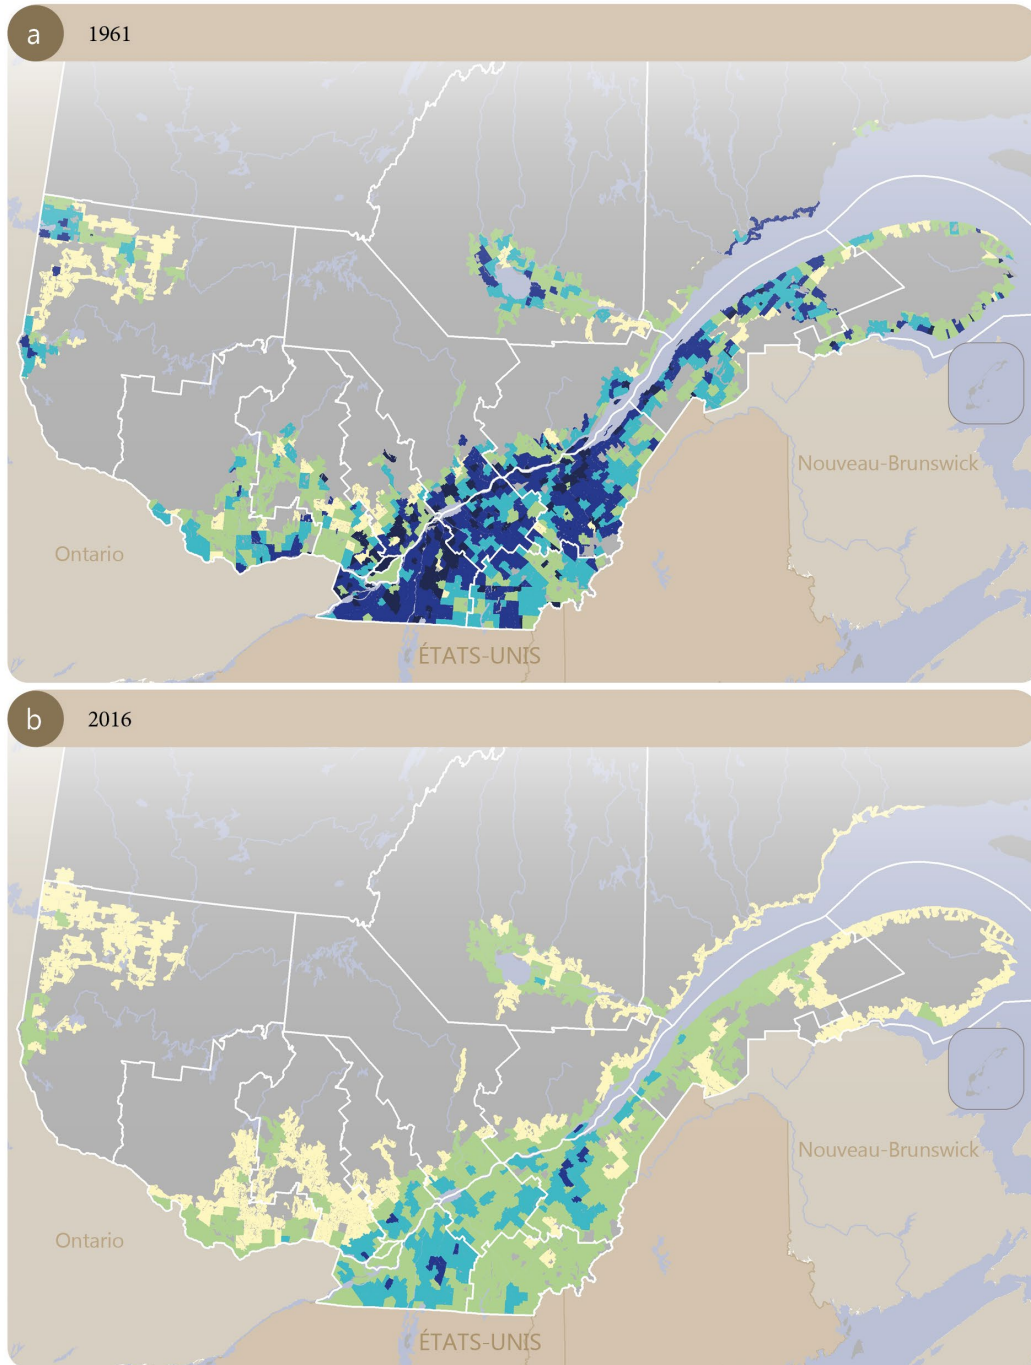 a
1961
Nouveau-Brunswick
Ontario
ÉTATS-UNIS
b
2016
Nouveau-Brunswick
Ontario
ÉTATS-UNIS